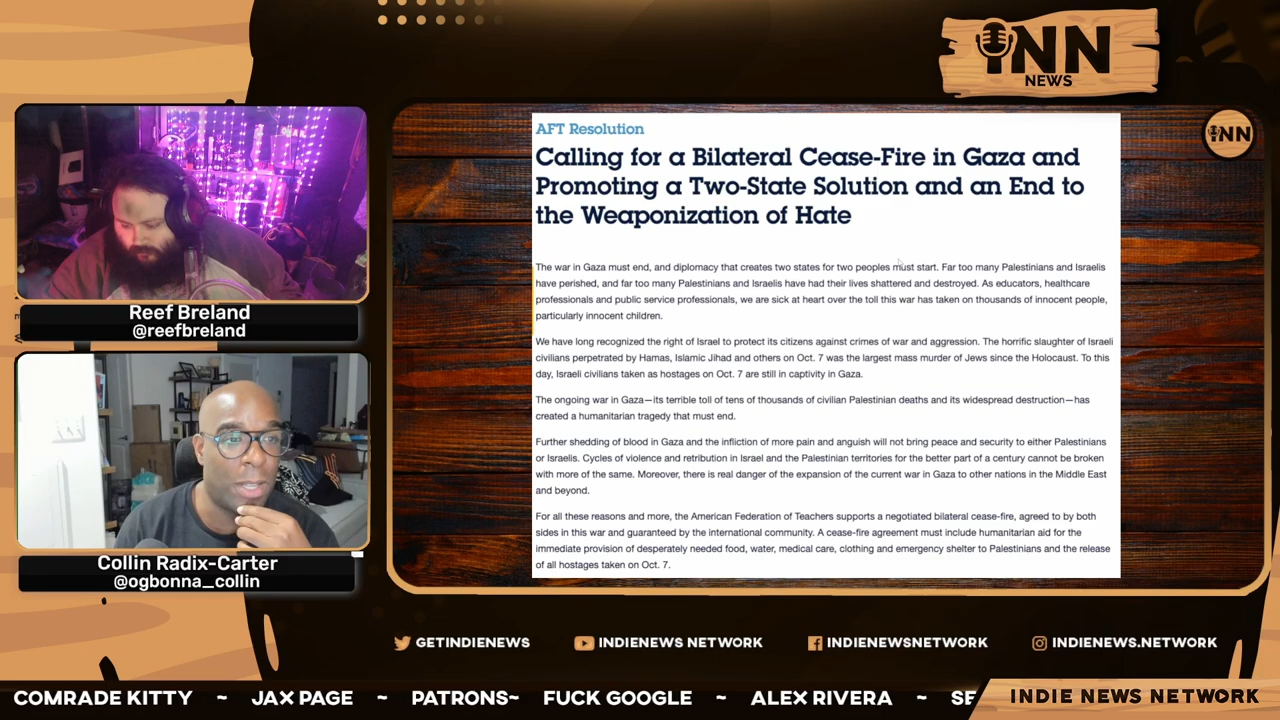 INN
NEWS
INN
AFT Resolution
Calling for a Bilateral Cease-Fire in Gaza and
Promoting a Two-State Solution and an End to
the Weaponization of Hate
The war in Gaza must end, and diplomacy that creates two states for two peoples must start. Far too many Palestinians and Israelis
have perished, and far too many Palestinians and Israelis have had their lives shattered and destroyed. As educators, healthcare
professionals and public service professionals, we are sick at heart over the toll this war has taken on thousands of innocent people,
particularly innocent children.
We have long recognized the right of Israel to protect its citizens against crimes of war and aggression. The horrific slaughter of Israeli
civilians perpetrated by Hamas, Islamic Jihad and others on Oct. 7 was the largest mass murder of Jews since the Holocaust. To this
day, Israeli civilians taken as hostages on Oct. 7 are still in captivity in Gaza.
The ongoing war in Gaza—its terrible toll of tens of thousands of civilian Palestinian deaths and its widespread destruction—has
created a humanitarian tragedy that must end.
Further shedding of blood in Gaza and the infliction of more pain and anguish will not bring peace and security to either Palestinians
or Israelis. Cycles of violence and retribution in Israel and the Palestinian territories for the better part of a century cannot be broken
with more of the same. Moreover, there is real danger of the expansion of the current war in Gaza to other nations in the Middle East
and beyond.
For all these reasons and more, the American Federation of Teachers supports a negotiated bilateral cease-fire, agreed to by both
sides in this war and guaranteed by the international community. A cease-fire agreement must include humanitarian aid for the
immediate provision of desperately needed food, water, medical care, clothing and emergency shelter to Palestinians and the release
of all hostages taken on Oct. 7.
Reef Breland
@reefbreland
Collin Radix-Carter
@ogbonna_collin
GETINDIENEWS
INDIENEWS NETWORK
INDIENEWSNETWORK
INDIENEWS.NETWORK
COMRADE KITTY ~ JAX PAGE ~ PATRONS~ FUCK GOOGLE ~ ALEX RIVERA ~ SE
INDIE NEWS NETWORK